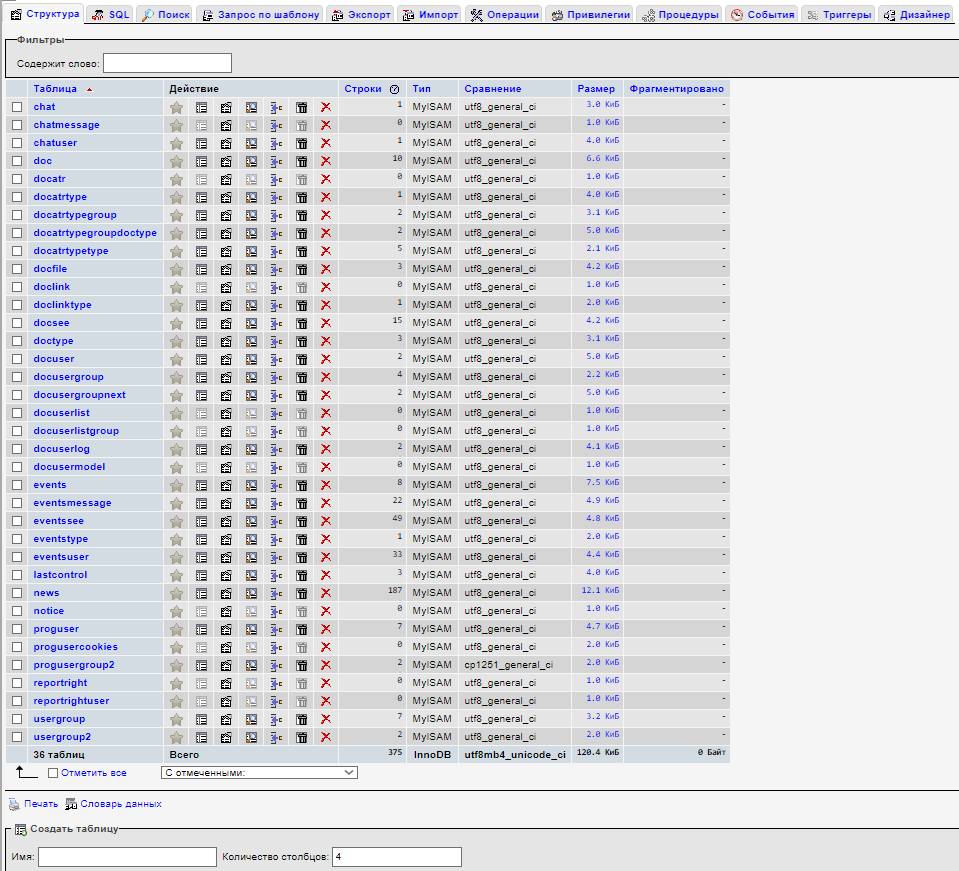 Структура SQL Поиск Запрос по шаблону Экспорт Импорт Операции Привилегии Процедуры События Триггеры Дизайнер
Фильтры
Содержит слово:
Таблица Действие Строки Тип Сравнение Размер Фрагментировано
chat 1 MyISAM utf8_general_ci 3.0 КиБ -
chatmessage 0 MyISAM utf8_general_ci 1.0 КиБ -
chatuser 1 MyISAM utf8_general_ci 4.0 КиБ -
doc 10 MyISAM utf8_general_ci 6.6 КиБ -
docatr 0 MyISAM utf8_general_ci 1.0 КиБ -
docatrtype 1 MyISAM utf8_general_ci 4.0 КиБ -
docatrtypegroup 2 MyISAM utf8_general_ci 3.1 КиБ -
docatrtypegroupdoctype 2 MyISAM utf8_general_ci 5.0 КиБ -
docatrtypetype 5 MyISAM utf8_general_ci 2.1 КиБ -
docfile 3 MyISAM utf8_general_ci 4.2 КиБ -
doclink 0 MyISAM utf8_general_ci 1.0 КиБ -
doclinktype 1 MyISAM utf8_general_ci 2.0 КиБ -
docsee 15 MyISAM utf8_general_ci 4.2 КиБ -
doctype 3 MyISAM utf8_general_ci 3.1 КиБ -
docuser 2 MyISAM utf8_general_ci 5.0 КиБ -
docusergroup 4 MyISAM utf8_general_ci 2.2 КиБ -
docusergroupnext 2 MyISAM utf8_general_ci 5.0 КиБ -
docuserlist 0 MyISAM utf8_general_ci 1.0 КиБ -
docuserlistgroup 0 MyISAM utf8_general_ci 1.0 КиБ -
docuserlog 2 MyISAM utf8_general_ci 4.1 КиБ -
docusermodel 0 MyISAM utf8_general_ci 1.0 КиБ -
events 8 MyISAM utf8_general_ci 7.5 КиБ -
eventsmessage 22 MyISAM utf8_general_ci 4.9 КиБ -
eventssee 49 MyISAM utf8_general_ci 4.8 КиБ -
eventstype 1 MyISAM utf8_general_ci 2.0 КиБ -
eventsuser 33 MyISAM utf8_general_ci 4.4 КиБ -
lastcontrol 3 MyISAM utf8_general_ci 4.0 КиБ -
news 187 MyISAM utf8_general_ci 12.1 КиБ -
notice 0 MyISAM utf8_general_ci 1.0 КиБ -
proguser 7 MyISAM utf8_general_ci 4.7 КиБ -
progusercookies 0 MyISAM utf8_general_ci 2.0 КиБ -
progusergroup2 2 MyISAM cp1251_general_ci 2.0 КиБ -
reportright 0 MyISAM utf8_general_ci 1.0 КиБ -
reportrightuser 0 MyISAM utf8_general_ci 1.0 КиБ -
usergroup 7 MyISAM utf8_general_ci 3.2 КиБ -
usergroup2 2 MyISAM utf8_general_ci 2.0 КиБ -
36 таблиц Всего 375 InnoDB utf8mb4_unicode_ci 120.4 КиБ 0 Байт
Отметить все С отмеченными:
Печать Словарь данных
Создать таблицу
Имя: Количество столбцов: 4